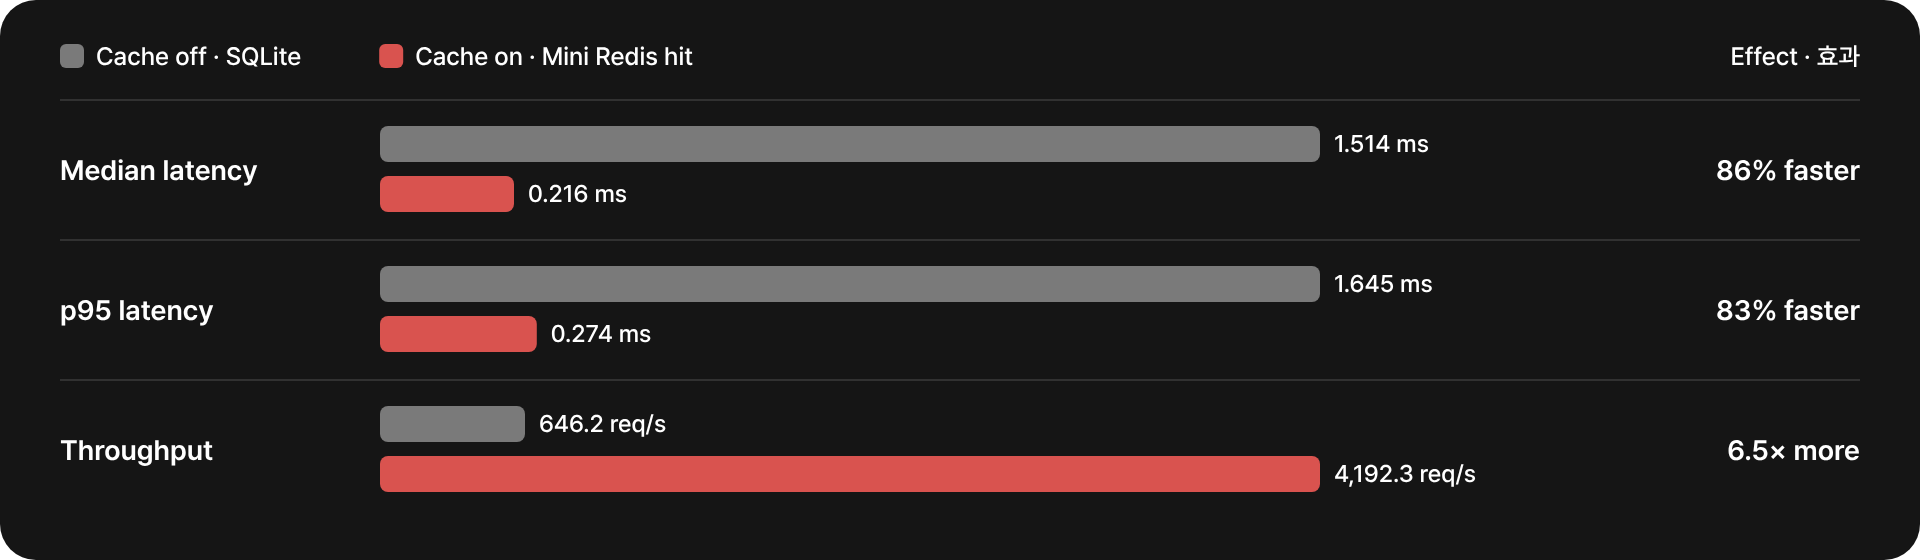 Cache off · SQLite
Cache on · Mini Redis hit
Effect · 효과
Median latency
1.514 ms
0.216 ms
86% faster
p95 latency
1.645 ms
0.274 ms
83% faster
Throughput
646.2 req/s
4,192.3 req/s
6.5× more